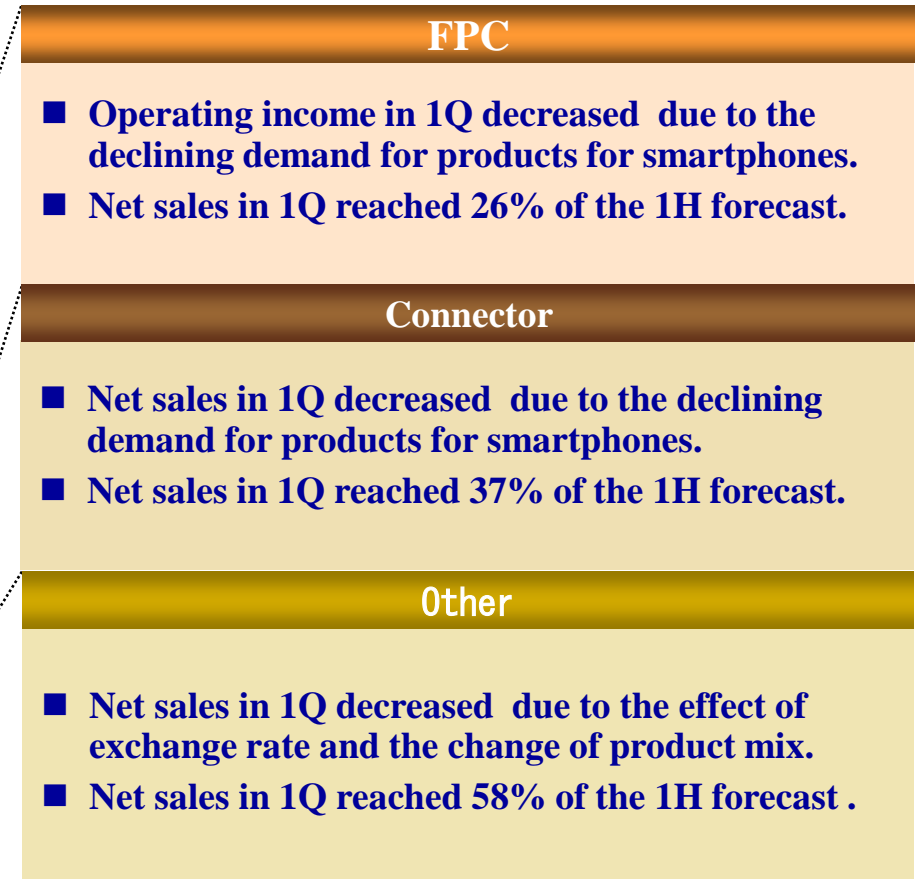 FPC
■ Operating income in 1Q decreased  due to the
declining demand for products for smartphones.
■ Net sales in 1Q reached 26% of the 1H forecast.
Connector
■ Net sales in 1Q decreased  due to the declining
demand for products for smartphones.
■ Net sales in 1Q reached 37% of the 1H forecast.
Other
■ Net sales in 1Q decreased  due to the effect of
exchange rate and the change of product mix.
■ Net sales in 1Q reached 58% of the 1H forecast .